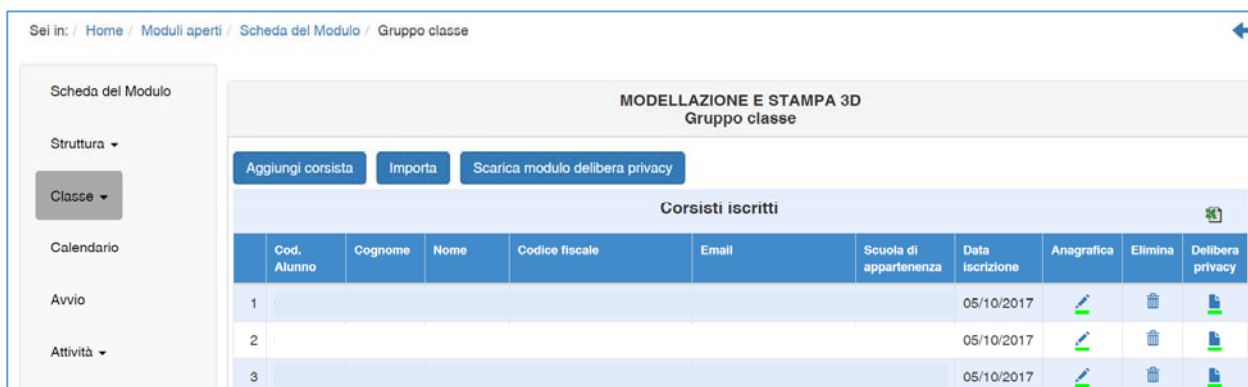 Sei in: / Home / Moduli aperti / Scheda del Modulo / Gruppo classe
Scheda del Modulo
Struttura
Classe
Calendario
Avvio
Attività
MODELLAZIONE E STAMPA 3D
Gruppo classe
Aggiungi corsista Importa Scarica modulo delibera privacy
Corsisti iscritti
Cod. Alunno Cognome Nome Codice fiscale Email Scuola di appartenenza Data iscrizione Anagrafica Elimina Delibera privacy
1 05/10/2017
2 05/10/2017
3 05/10/2017